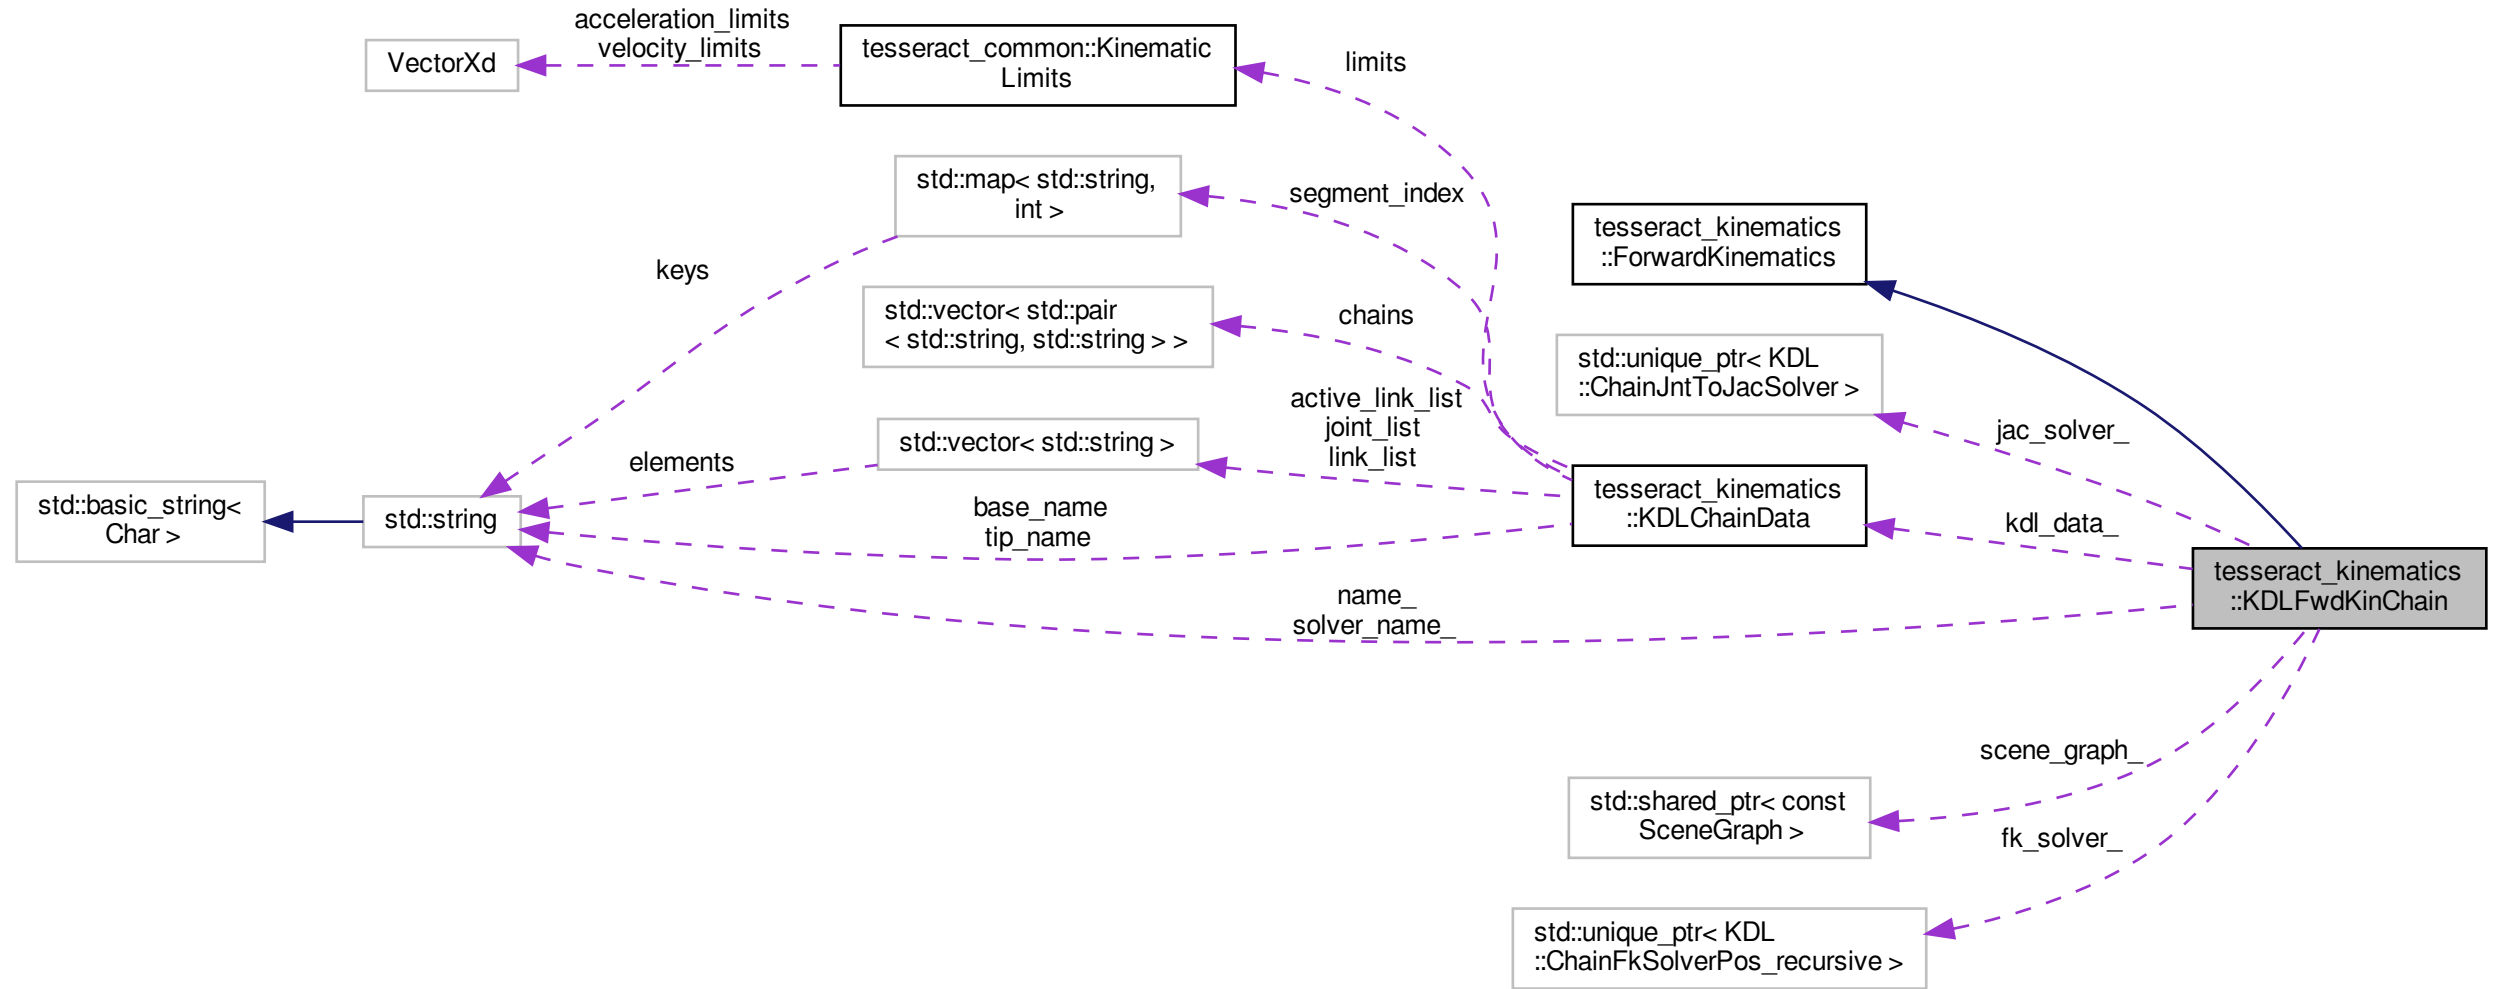 acceleration_limits
velocity_limits
VectorXd
tesseract_common::Kinematic
Limits
limits
std::map< std::string,
int >
segment_index
tesseract_kinematics
::ForwardKinematics
keys
std::vector< std::pair
< std::string, std::string > >
chains
std::unique_ptr< KDL
::ChainJntToJacSolver >
active_link_list
joint_list
link_list
std::vector< std::string >
jac_solver_
elements
std::basic_string<
Char >
std::string
base_name
tip_name
tesseract_kinematics
::KDLChainData
kdl_data_
tesseract_kinematics
::KDLFwdKinChain
name_
solver_name_
scene_graph_
std::shared_ptr< const
SceneGraph >
fk_solver_
std::unique_ptr< KDL
::ChainFkSolverPos_recursive >